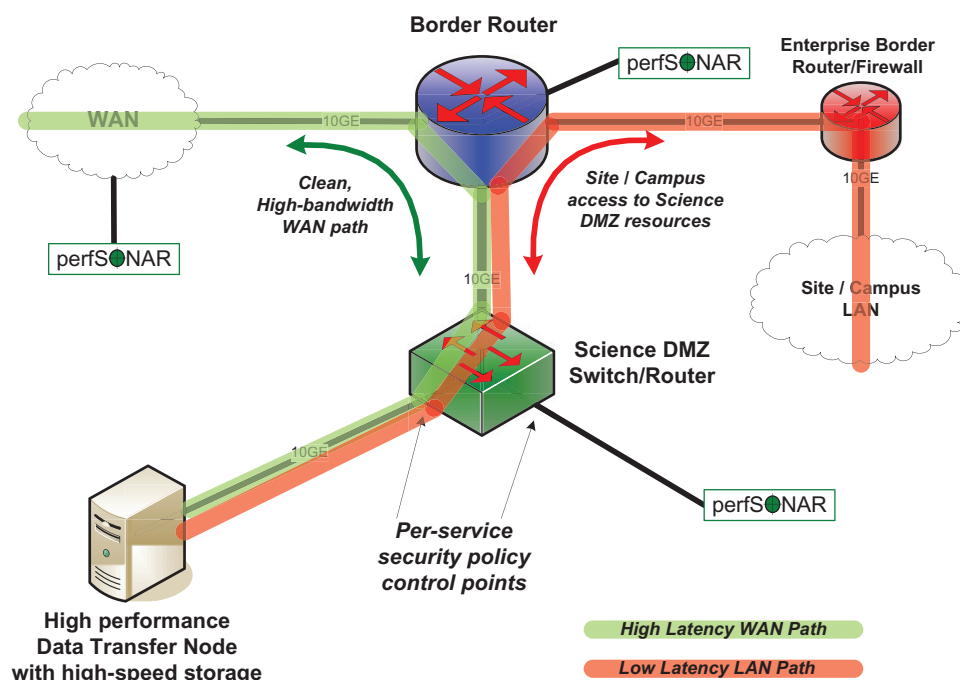 Border Router
perfSONAR
Enterprise Border
Router/Firewall
WAN
10GE
10GE
10GE
Clean,
High-bandwidth
WAN path
Site / Campus
access to Science
DMZ resources
perfSONAR
10GE
Site / Campus
LAN
Science DMZ
Switch/Router
10GE
perfSONAR
Per-service
security policy
control points
High performance
Data Transfer Node
with high-speed storage
High Latency WAN Path
Low Latency LAN Path